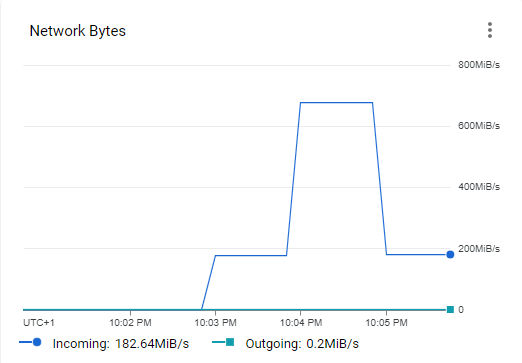 Network Bytes
800MiB/s
600MiB/s
400MiB/s
200MiB/s
0
UTC+1 10:02 PM 10:03 PM 10:04 PM 10:05 PM
Incoming: 182.64MiB/s Outgoing: 0.2MiB/s